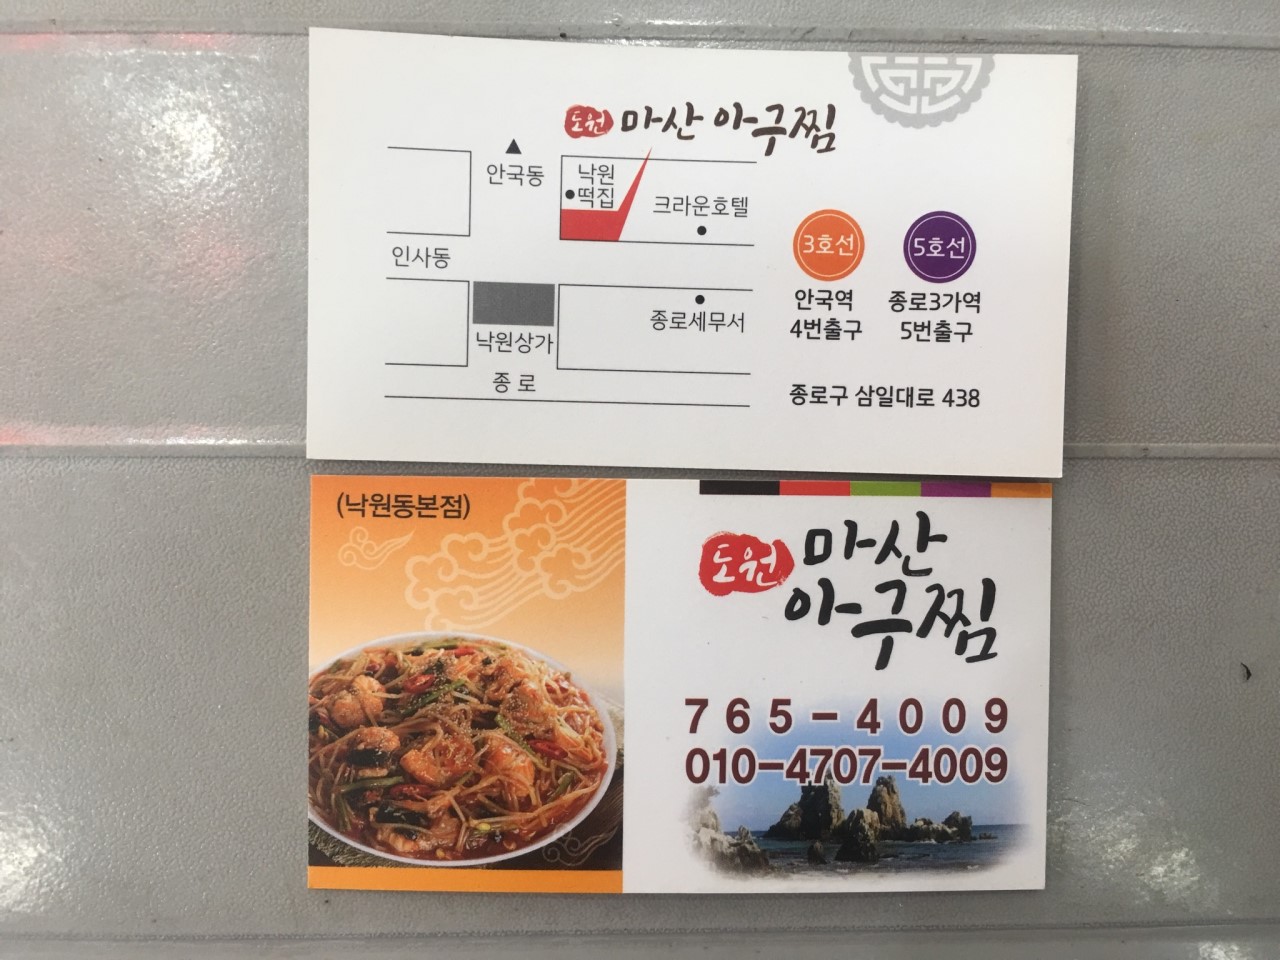 도원 마산 아구찜
▲
안국동
낙원
떡집
크라운호텔
인사동
종로세무서
낙원상가
종 로
3호선
5호선
안국역
4번출구
종로3가역
5번출구
종로구 삼일대로 438
(낙원동본점)
도원 마산
아구찜
765-4009
010-4707-4009